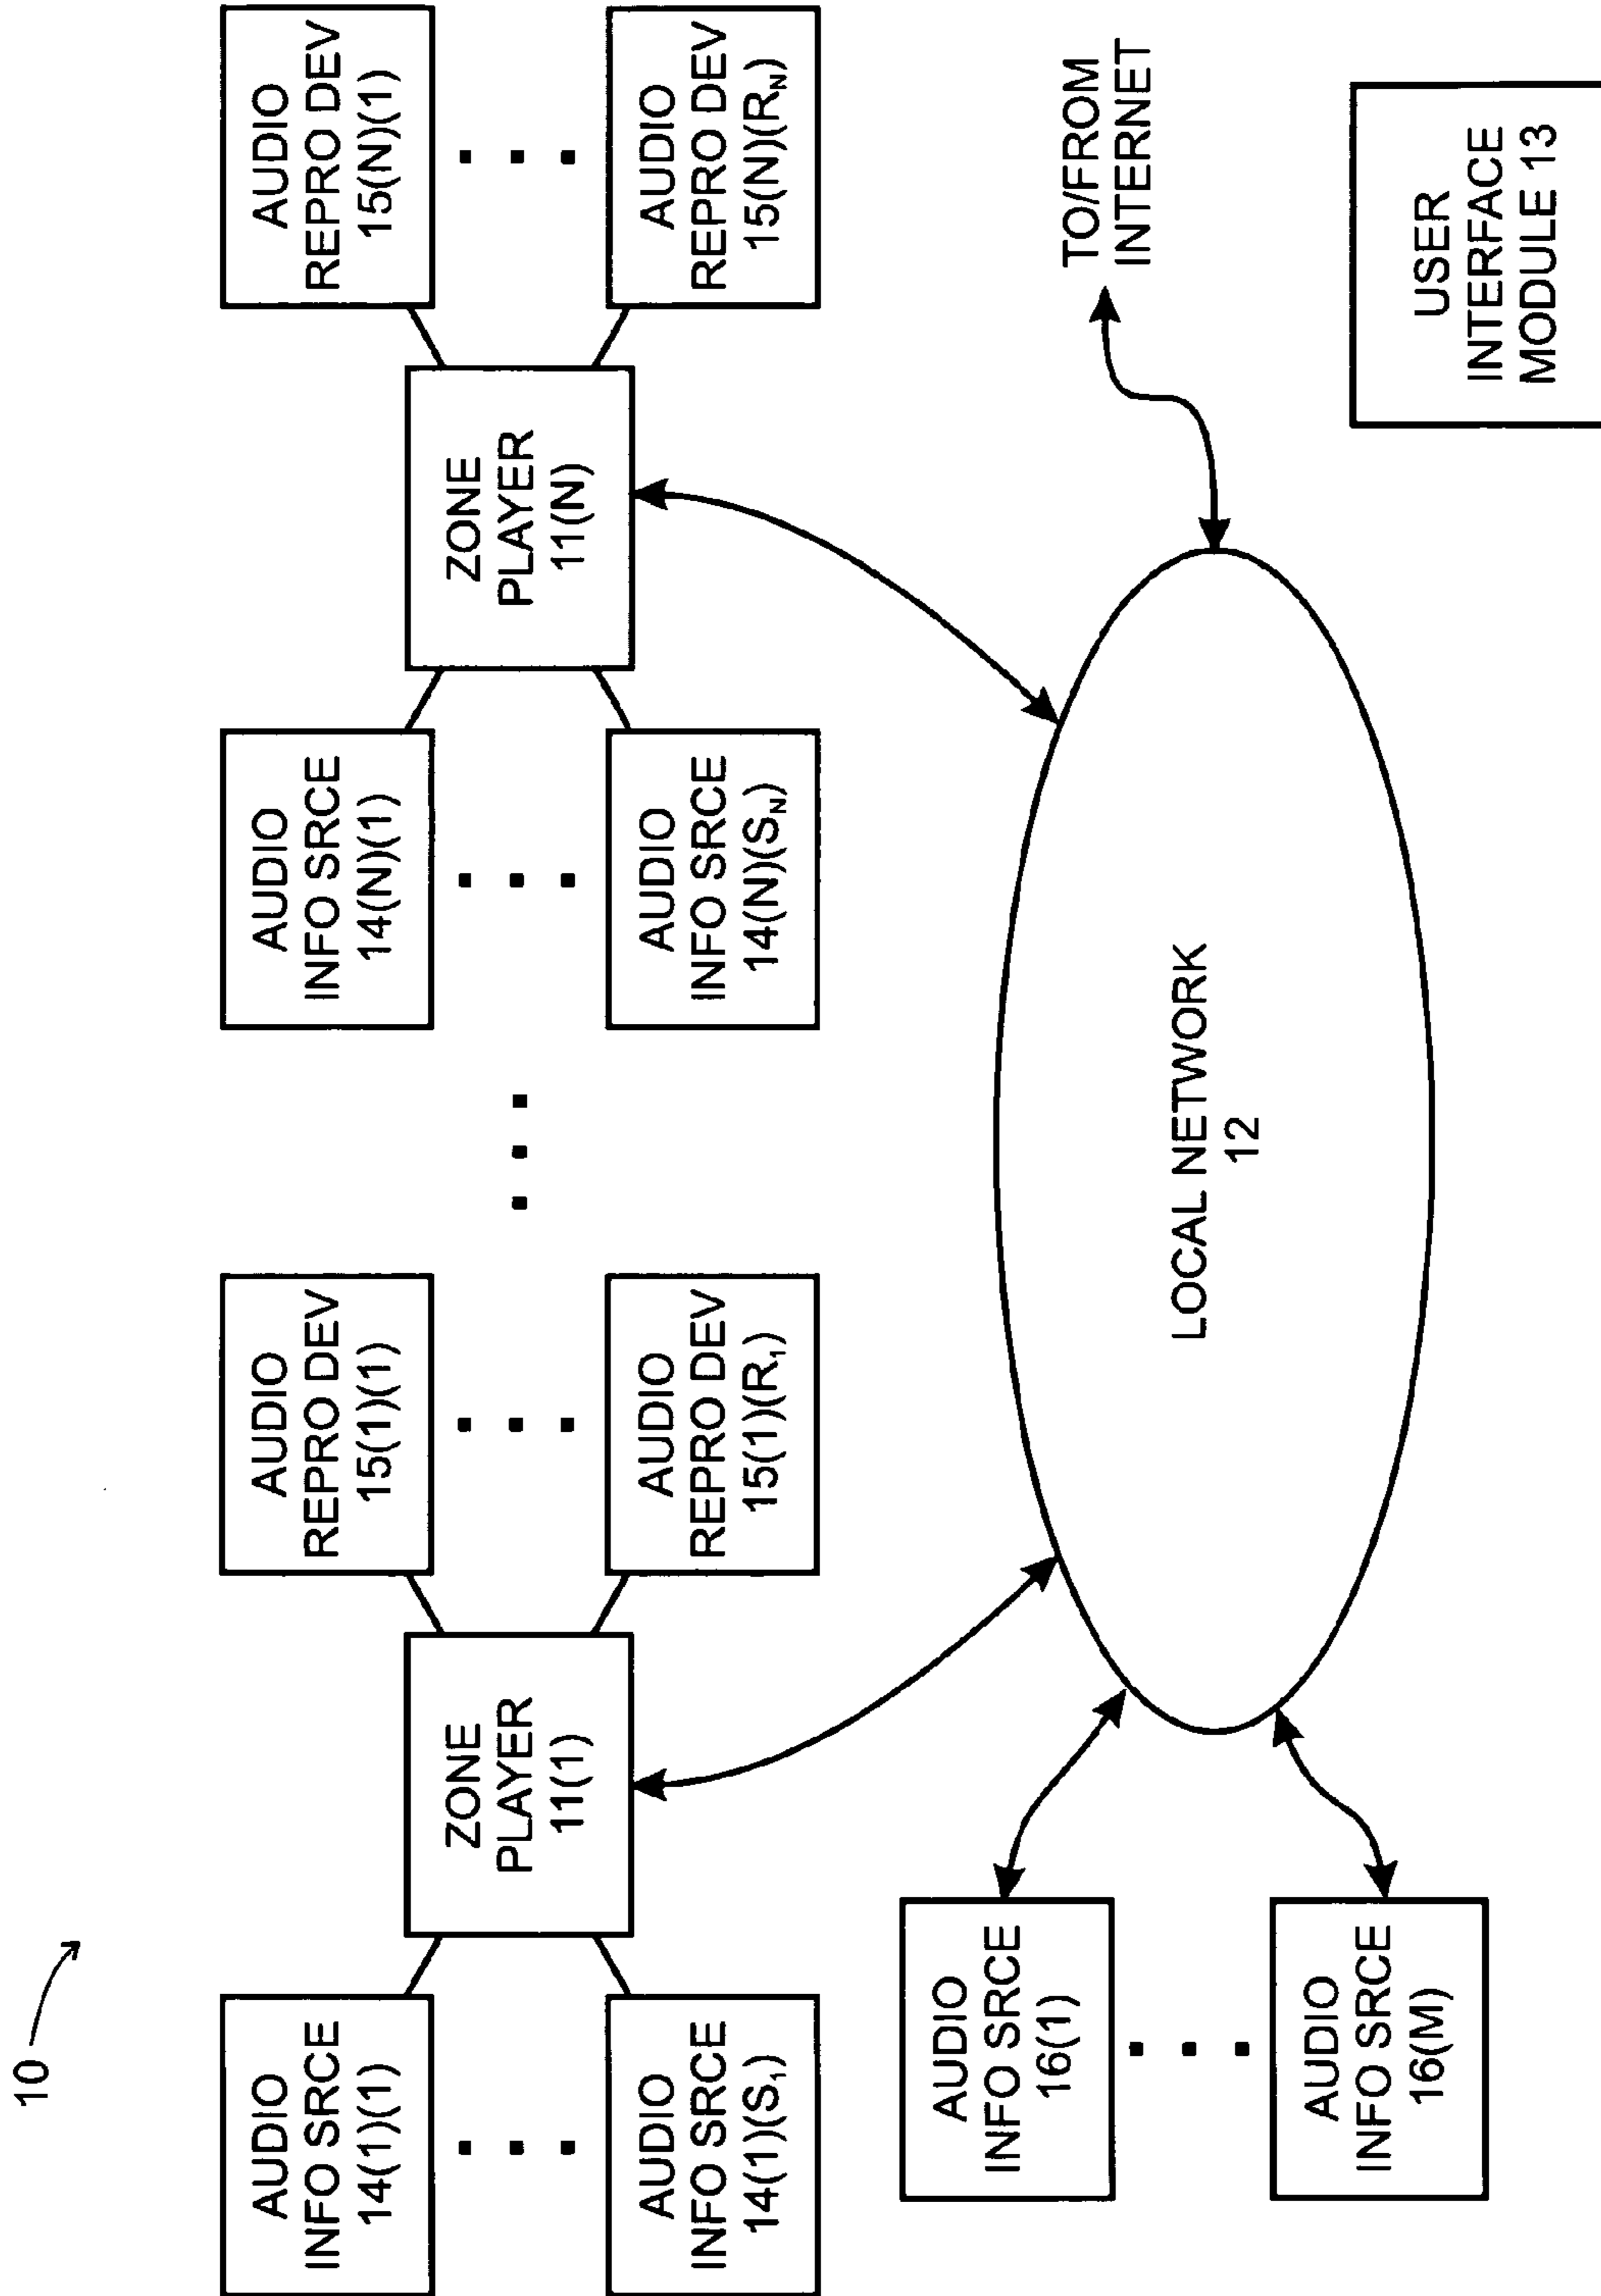 10
AUDIO
INFO SRCE
14(1)(1)
AUDIO
INFO SRCE
14(1)(S₁)
ZONE
PLAYER
11(1)
AUDIO
REPRO DEV
15(1)(1)
AUDIO
REPRO DEV
15(1)(R₁)
AUDIO
INFO SRCE
14(N)(1)
AUDIO
INFO SRCE
14(N)(S_N)
ZONE
PLAYER
11(N)
AUDIO
REPRO DEV
15(N)(1)
AUDIO
REPRO DEV
15(N)(R_N)
AUDIO
INFO SRCE
16(1)
AUDIO
INFO SRCE
16(M)
LOCAL NETWORK
12
TO/FROM
INTERNET
USER
INTERFACE
MODULE 13